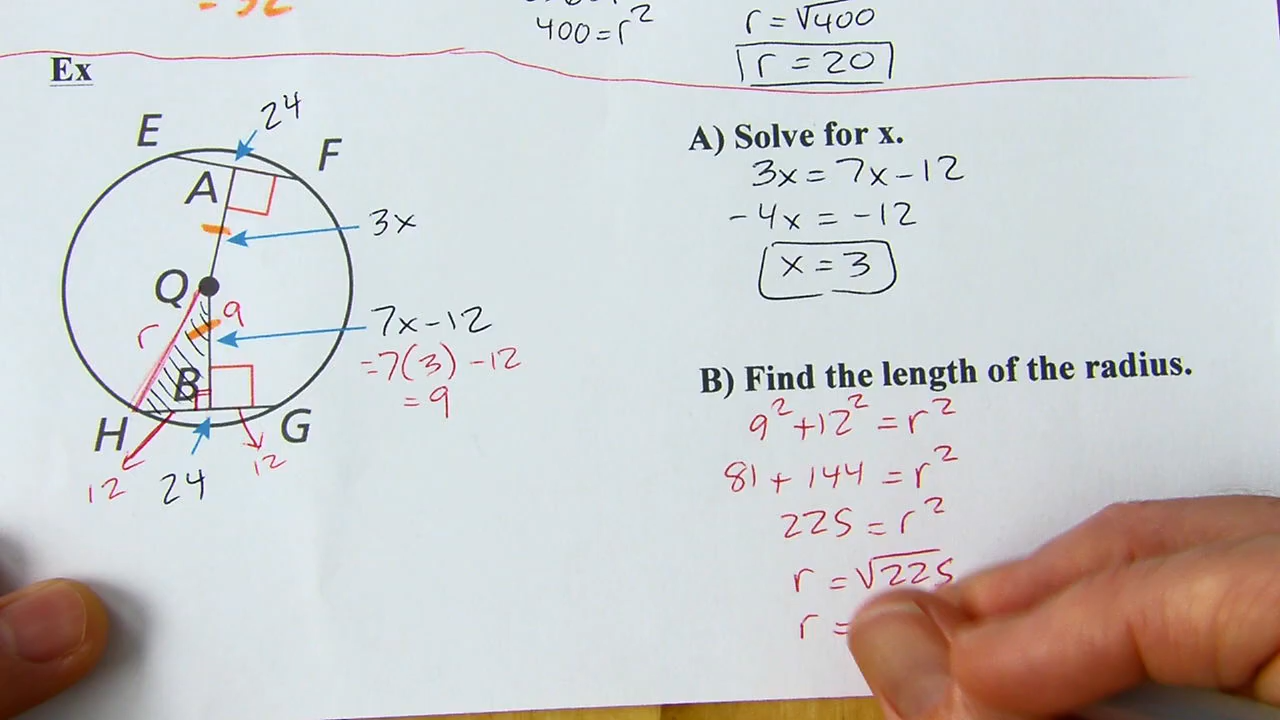 400 = r²
r = √400
r = 20
Ex
24
E
F
A
3x
Q
9
r
7x-12
=7(3) -12
= 9
B
H
G
12
24
12
A) Solve for x.
3x = 7x-12
-4x = -12
x = 3
B) Find the length of the radius.
9² +12² = r²
81 + 144 = r²
225 = r²
r = √225
r =